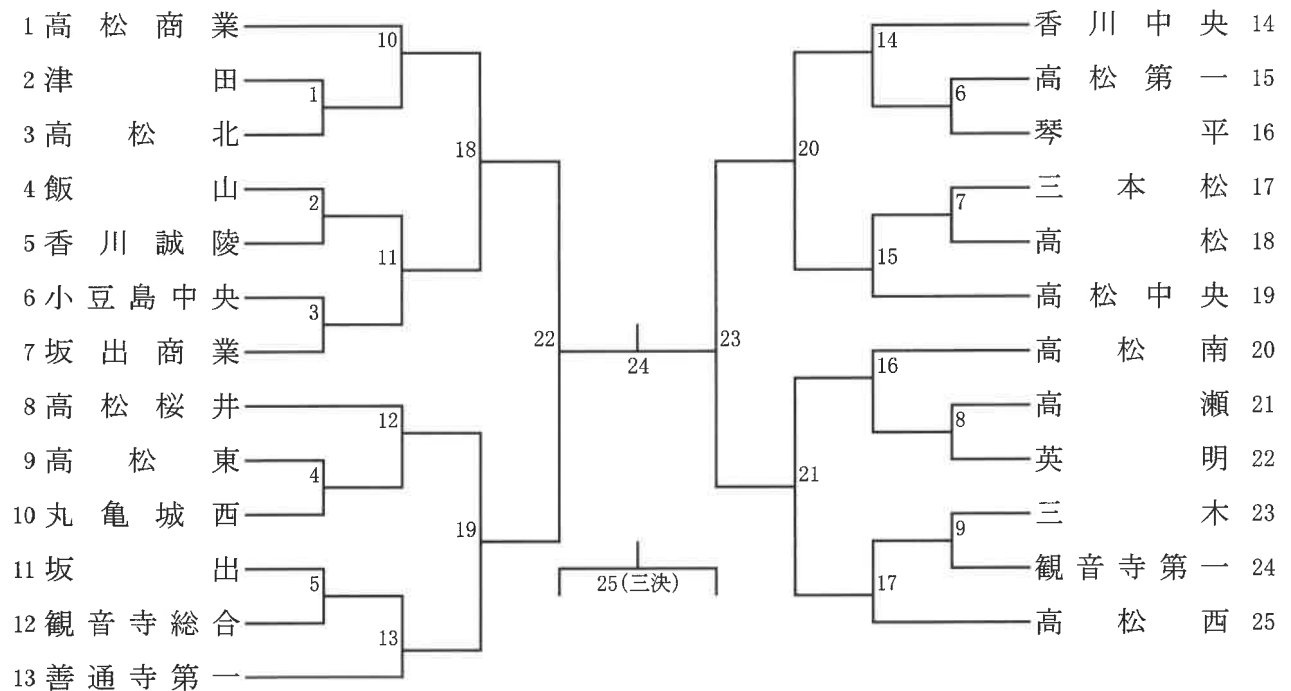 1 高松商業
2 津田
3 高松北
4 飯山
5 香川誠陵
6 小豆島中央
7 坂出商業
8 高松桜井
9 高松東
10 丸亀城西
11 坂出
12 観音寺総合
13 善通寺第一
10
1
18
2
11
3
22
12
4
19
5
13
24
25(三決)
14
6
20
7
15
23
16
8
21
9
17
香川中央 14
高松第一 15
琴平 16
三本松 17
高松 18
高松中央 19
高松南 20
高瀬 21
英明 22
三木 23
観音寺第一 24
高松西 25